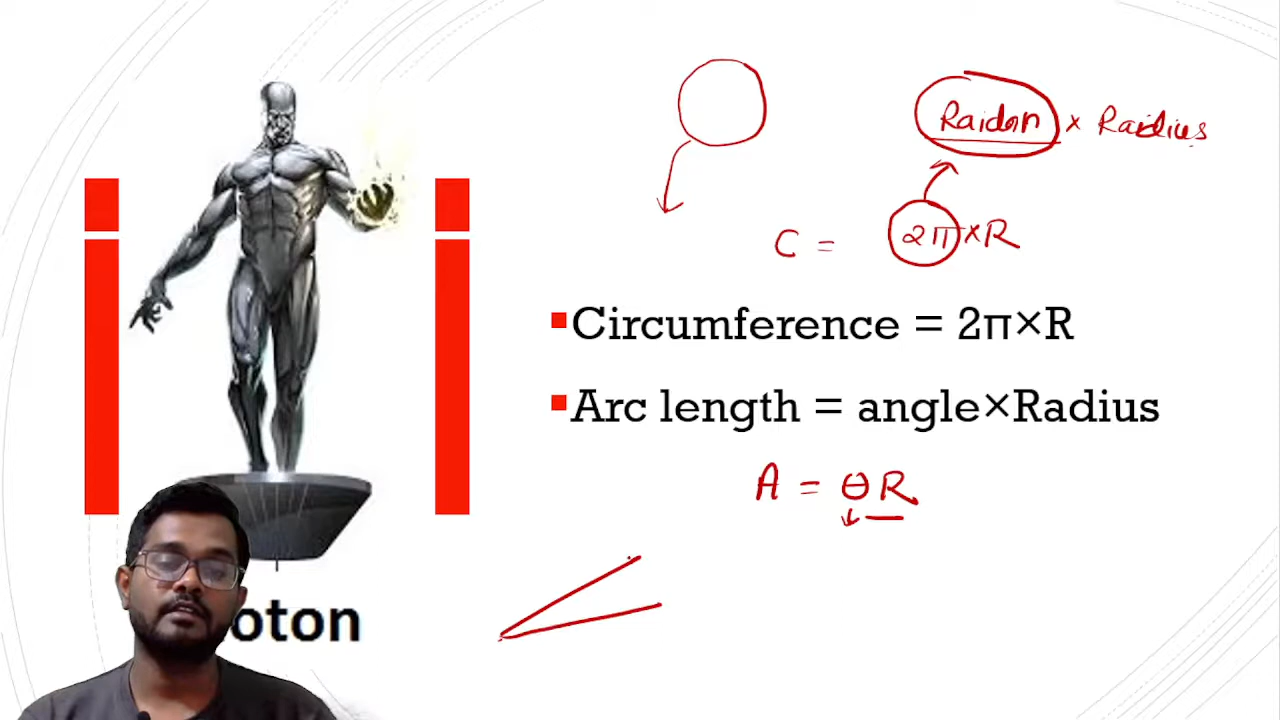 Raidan × Radius
C = 2π×R
Circumference = 2π×R
Arc length = angle×Radius
A = θR
oton